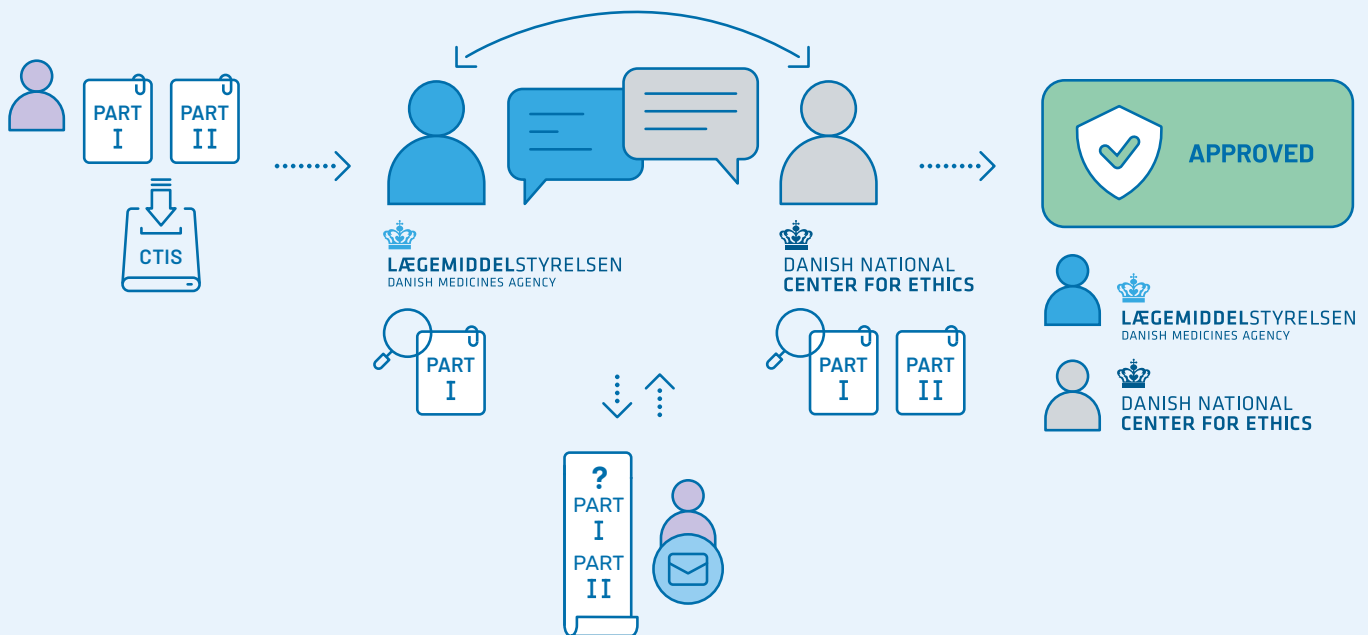 PART
I
PART
II
CTIS
LÆGEMIDDELSTYRELSEN
DANISH MEDICINES AGENCY
PART
I
DANISH NATIONAL
CENTER FOR ETHICS
PART
I
PART
II
?
PART
I
PART
II
APPROVED
LÆGEMIDDELSTYRELSEN
DANISH MEDICINES AGENCY
DANISH NATIONAL
CENTER FOR ETHICS